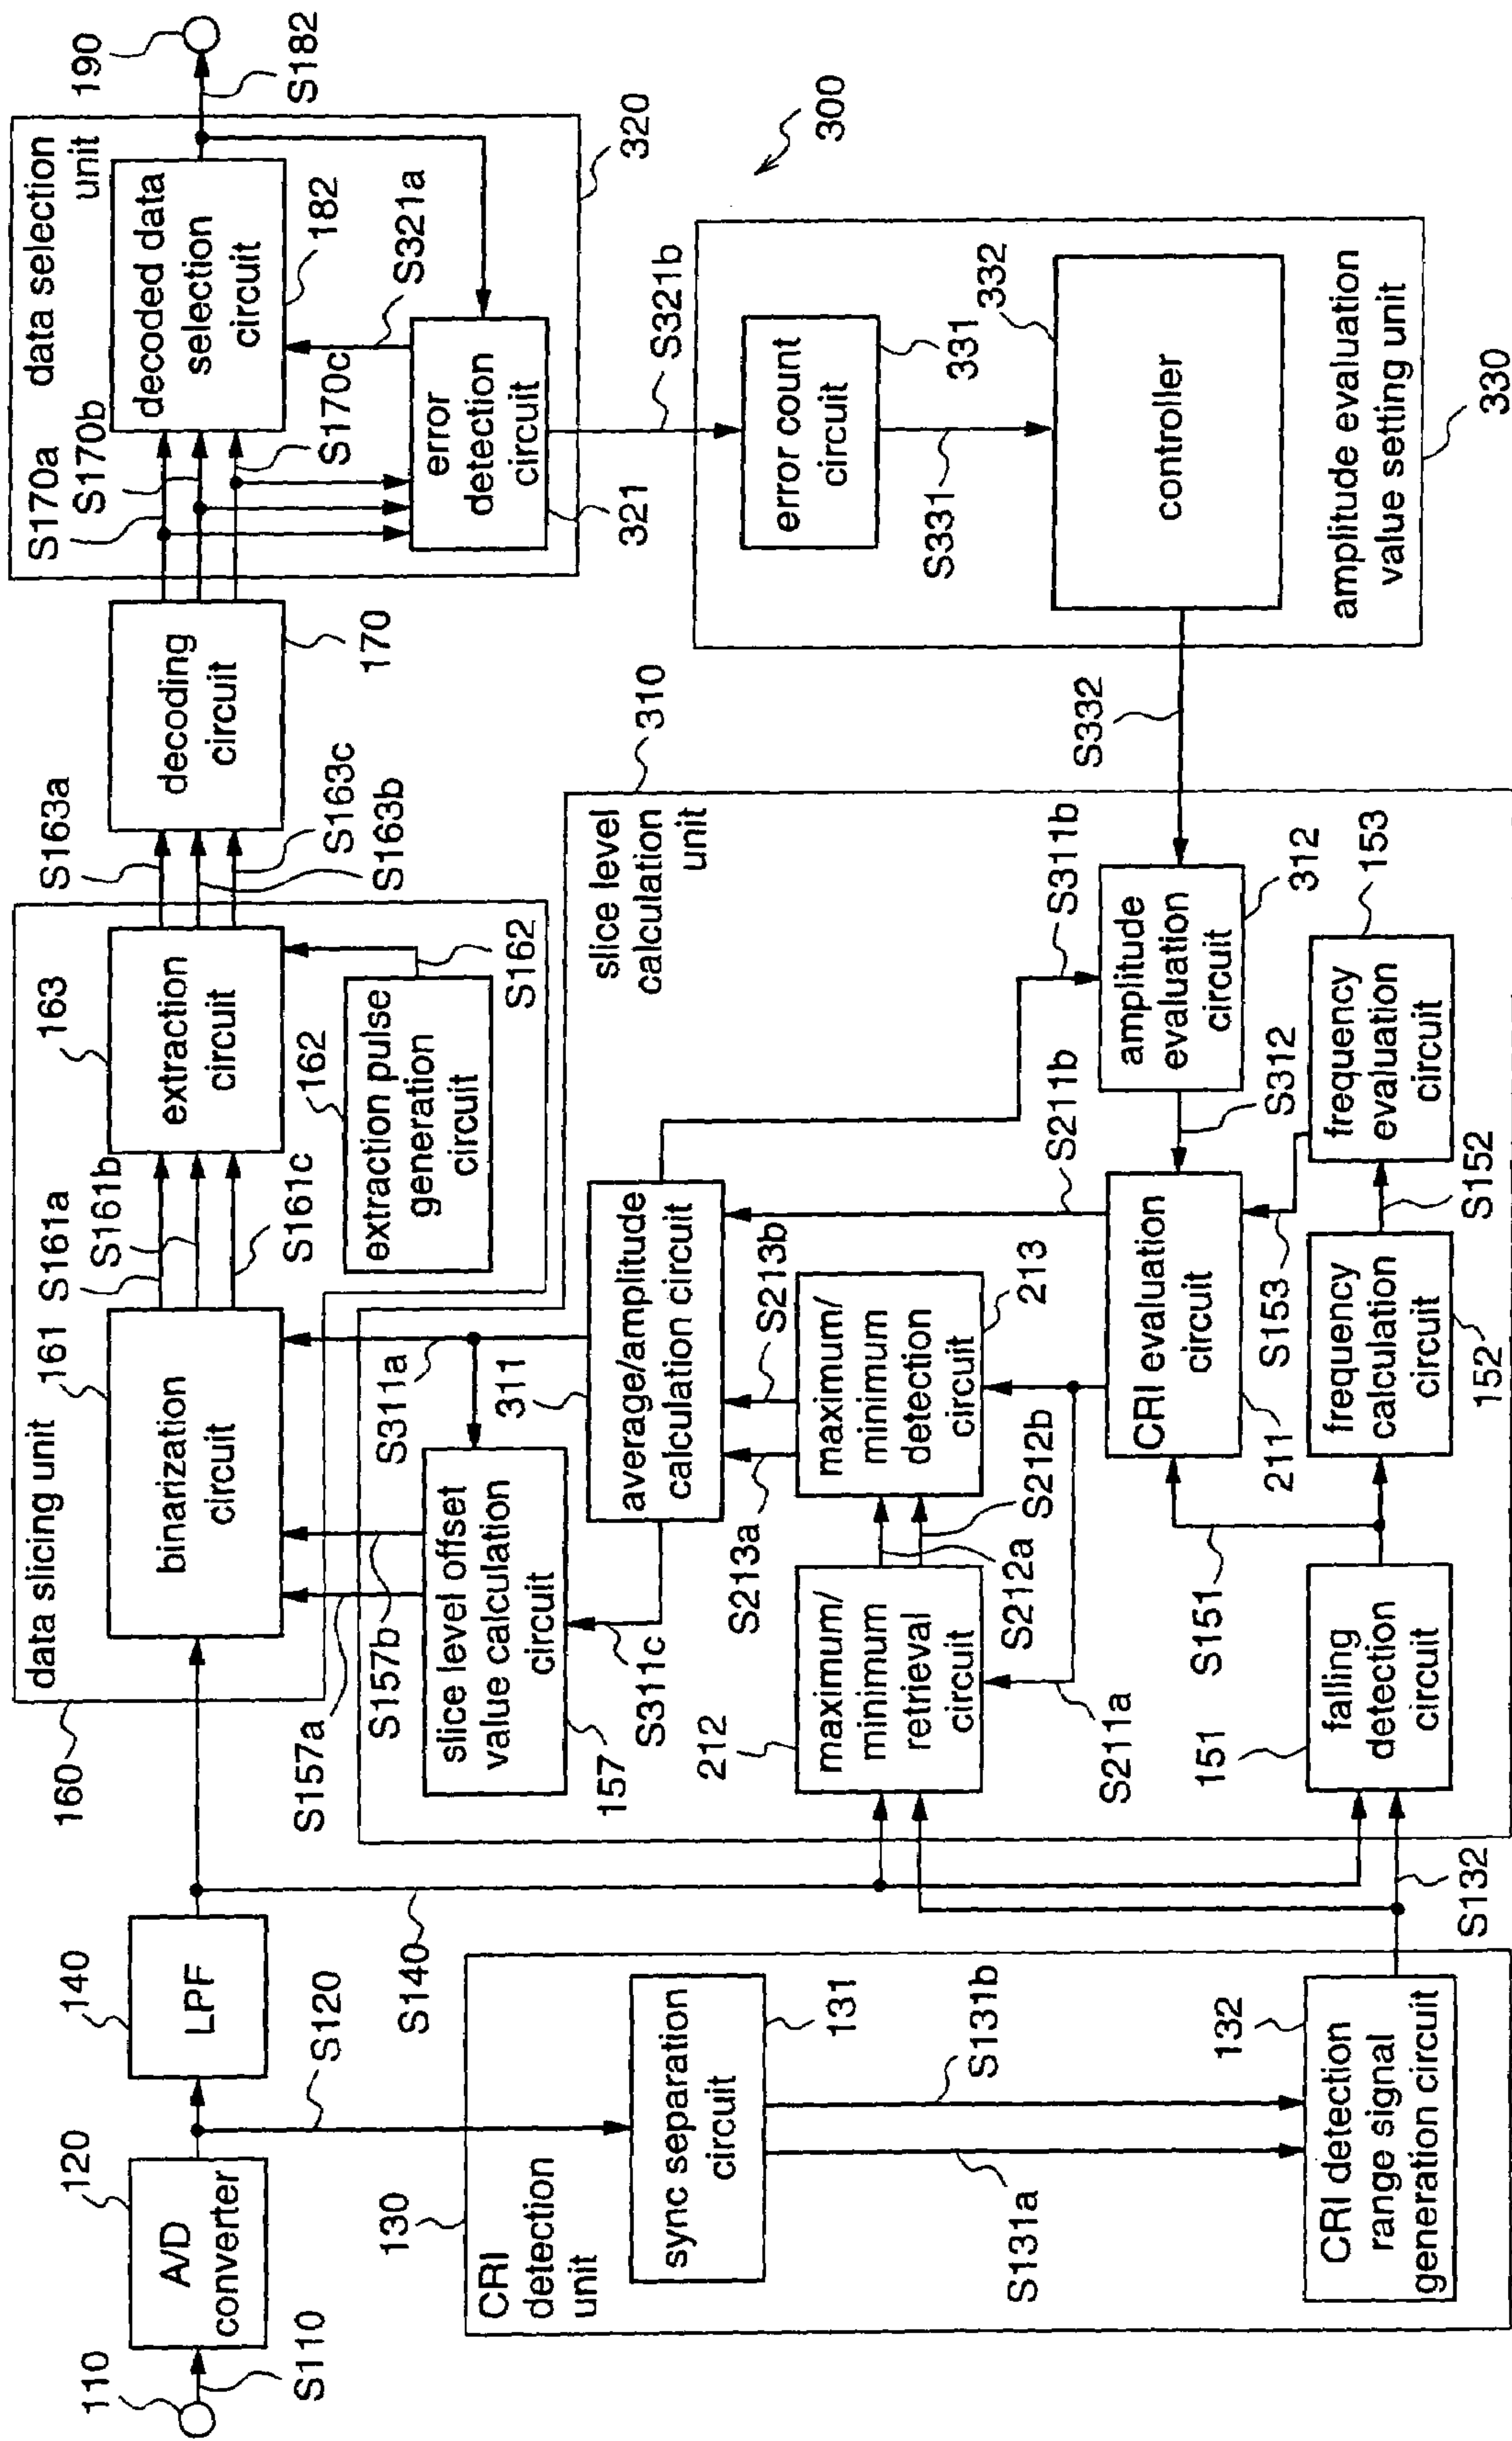 110
S110
120
A/D
converter
S120
140
LPF
S140
130
CRI
detection
unit
sync separation
circuit
131
S131a
S131b
132
CRI detection
range signal
generation circuit
S132
160
data slicing unit
161
binarization
circuit
S161a
S161b
S161c
163
extraction
circuit
162
extraction pulse
generation
circuit
S162
S163a
S163c
S163b
decoding
circuit
170
S170a
S170b
S170c
data selection
unit
decoded data
selection
circuit
182
S321a
error
detection
circuit
321
320
190
S182
300
S321b
error count
circuit
331
S331
332
controller
amplitude evaluation
value setting unit
330
S332
310
slice level
calculation
unit
S157a
S157b
S311a
311
slice level offset
value calculation
circuit
157
S311c
average/amplitude
calculation circuit
S213a
S213b
212
maximum/
minimum
retrieval
circuit
S212a
S212b
maximum/
minimum
detection
circuit
213
S211a
S211b
S311b
amplitude
evaluation
circuit
312
S312
CRI evaluation
circuit
211
S151
S153
151
falling
detection
circuit
frequency
calculation
circuit
152
S152
frequency
evaluation
circuit
153